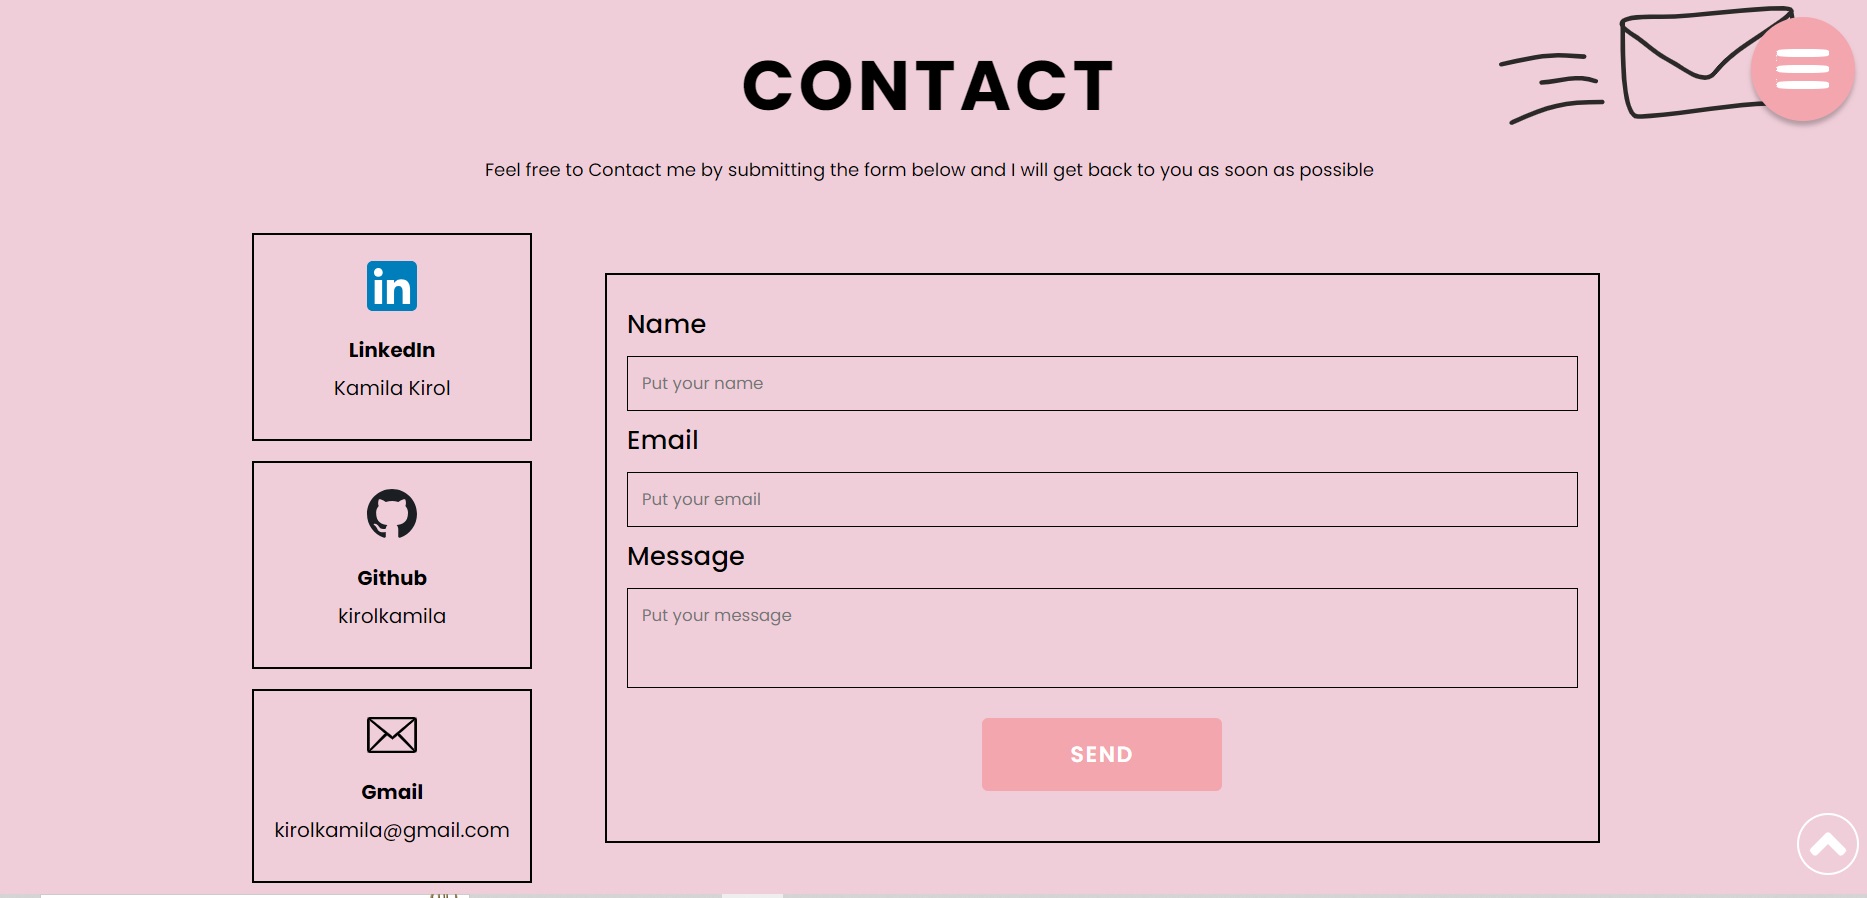 CONTACT
Feel free to Contact me by submitting the form below and I will get back to you as soon as possible
in
LinkedIn
Kamila Kirol
Github
kirolkamila
Gmail
kirolkamila@gmail.com
Name
Put your name
Email
Put your email
Message
Put your message
SEND